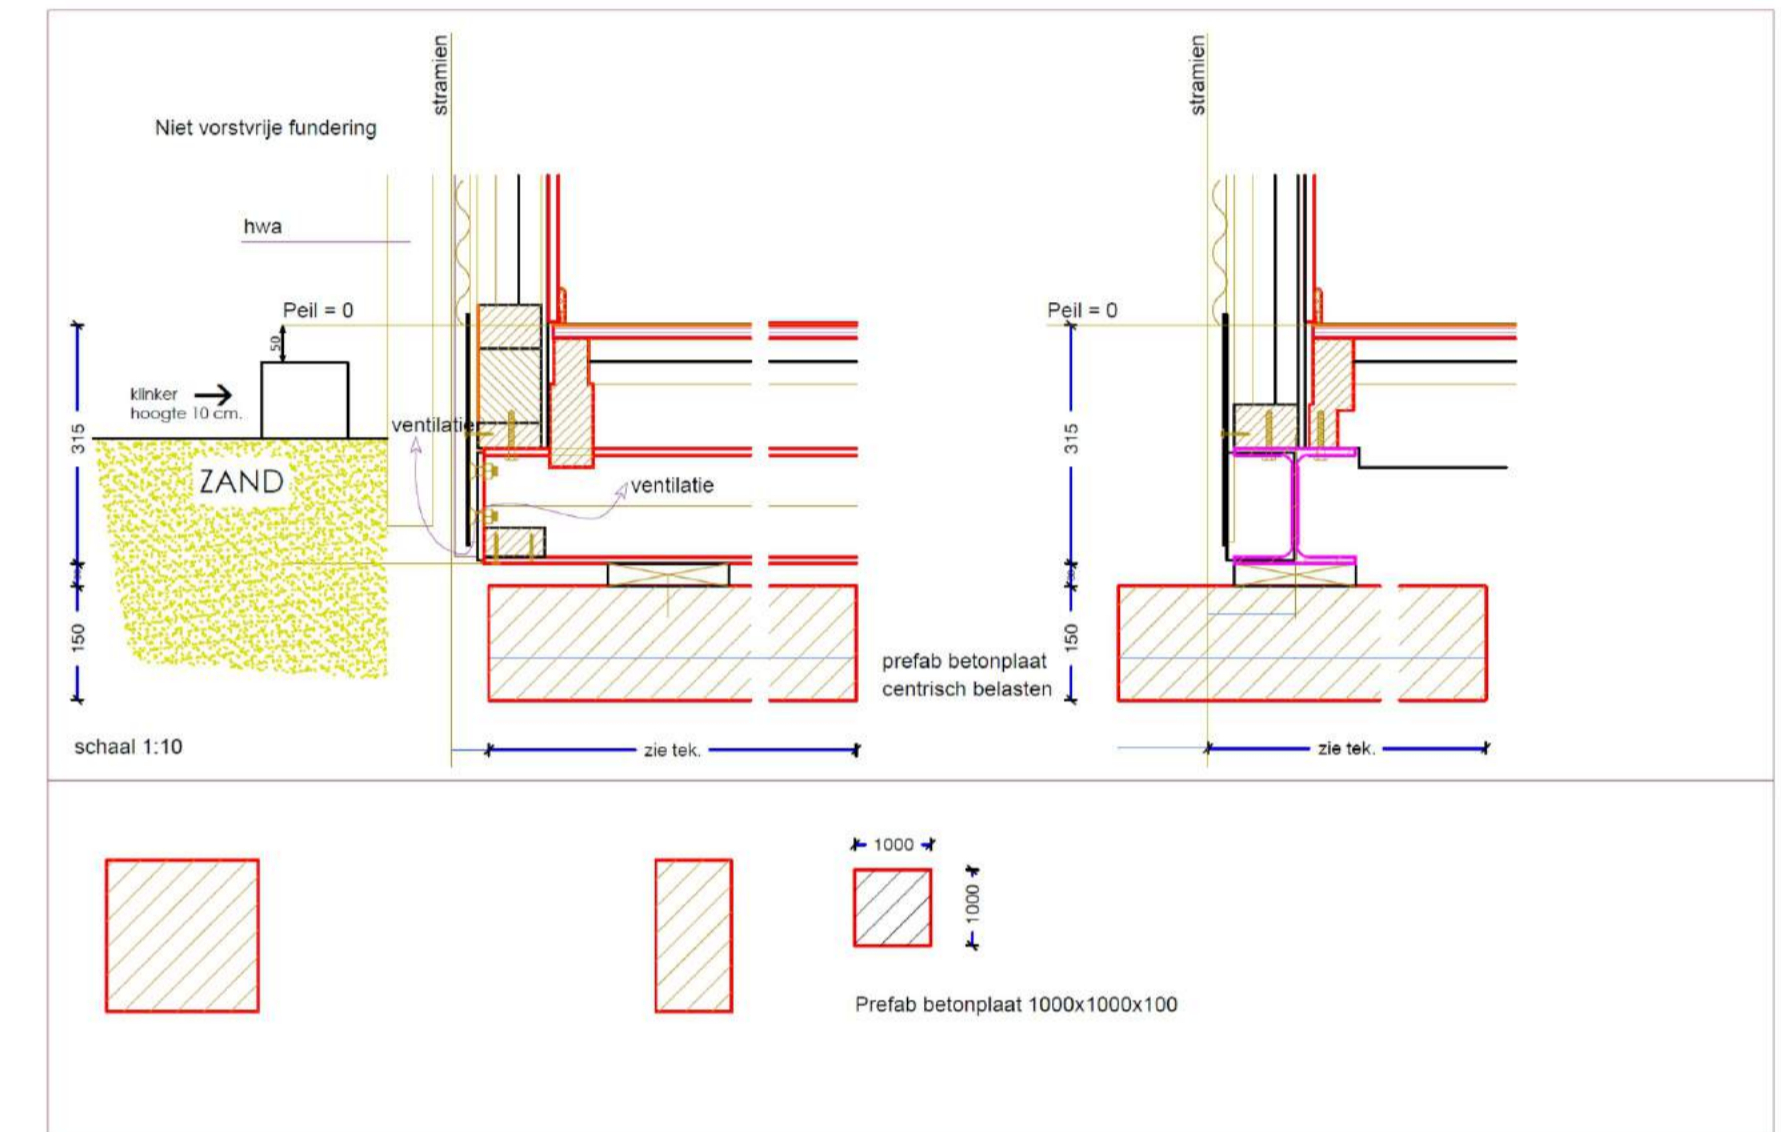 stramien
stramien
Niet vorstvrije fundering
hwa
Peil = 0
Peil = 0
50
klinker
hoogte 10 cm.
ventilatie
315
315
ZAND
ventilatie
150
150
prefab betonplaat
centrisch belasten
schaal 1:10
zie tek.
zie tek.
1000
1000
Prefab betonplaat 1000x1000x100